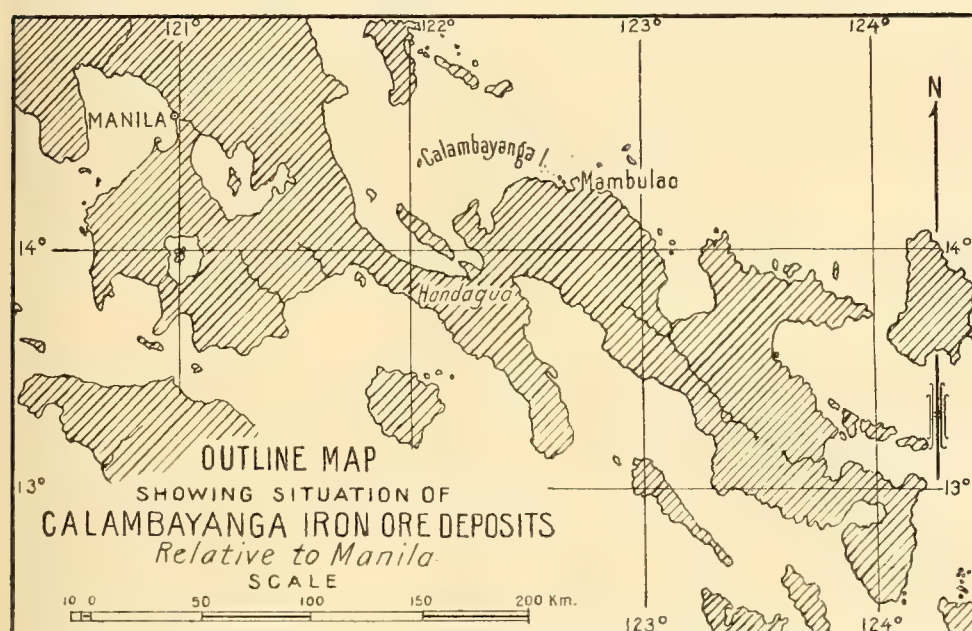 121° 122° 123° 124°
N
MANILA
Calambayanga I.
Mambulao
14° 14°
Handagua
OUTLINE MAP
SHOWING SITUATION OF
CALAMBAYANGA IRON ORE DEPOSITS
Relative to Manila.
SCALE
13° 13°
10 0 50 100 150 200 Km.
123° 124°